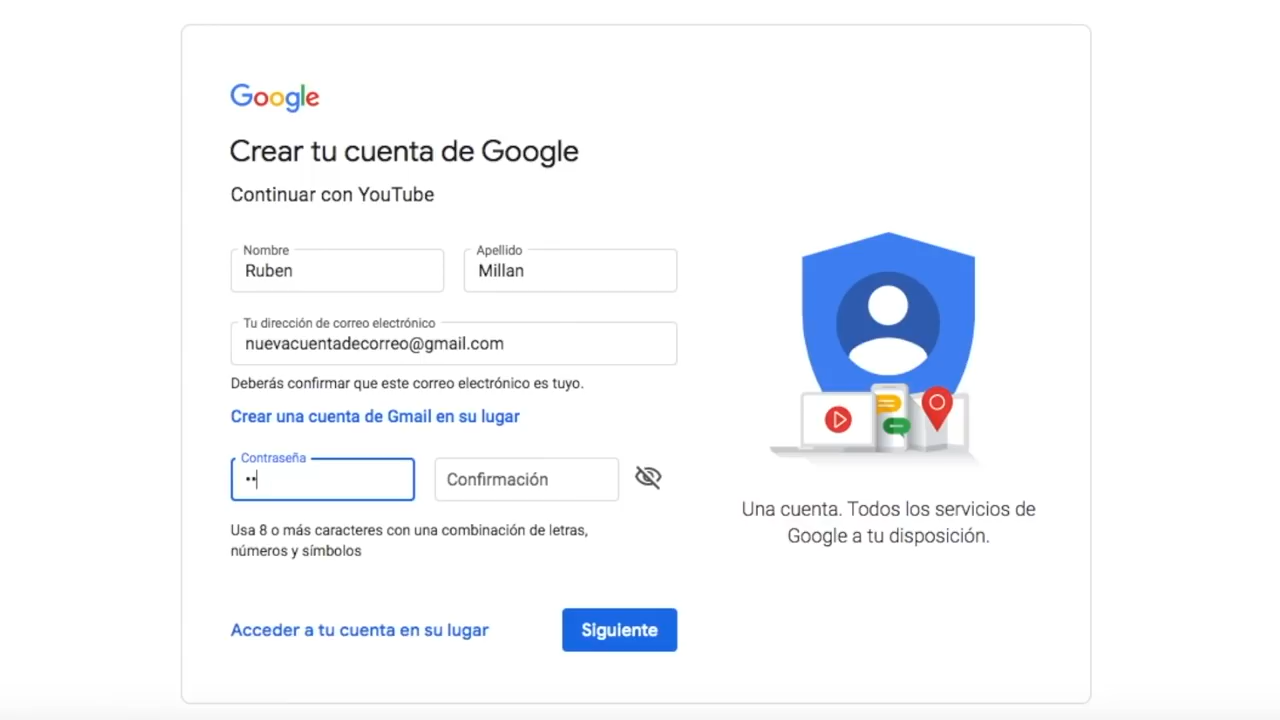 Google
Crear tu cuenta de Google
Continuar con YouTube
Nombre
Apellido
Ruben
Millan
Tu dirección de correo electrónico
nuevacuentadecorreo@gmail.com
Deberás confirmar que este correo electrónico es tuyo.
Crear una cuenta de Gmail en su lugar
Contraseña
••
Confirmación
Usa 8 o más caracteres con una combinación de letras,
números y símbolos
Una cuenta. Todos los servicios de
Google a tu disposición.
Acceder a tu cuenta en su lugar
Siguiente